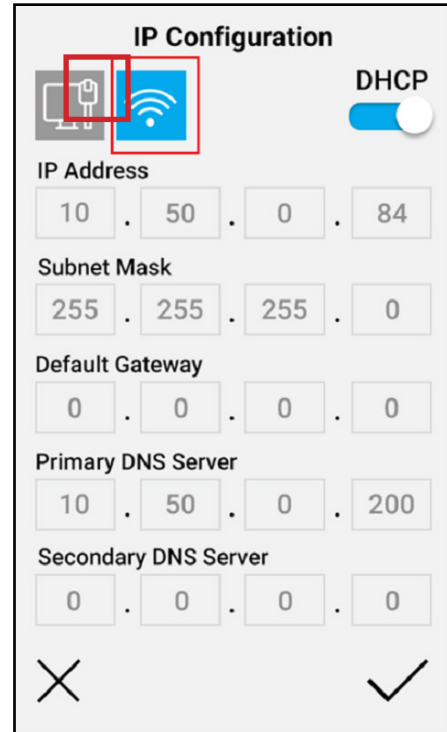 IP Configuration
DHCP
IP Address
10 . 50 . 0 . 84
Subnet Mask
255 . 255 . 255 . 0
Default Gateway
0 . 0 . 0 . 0
Primary DNS Server
10 . 50 . 0 . 200
Secondary DNS Server
0 . 0 . 0 . 0